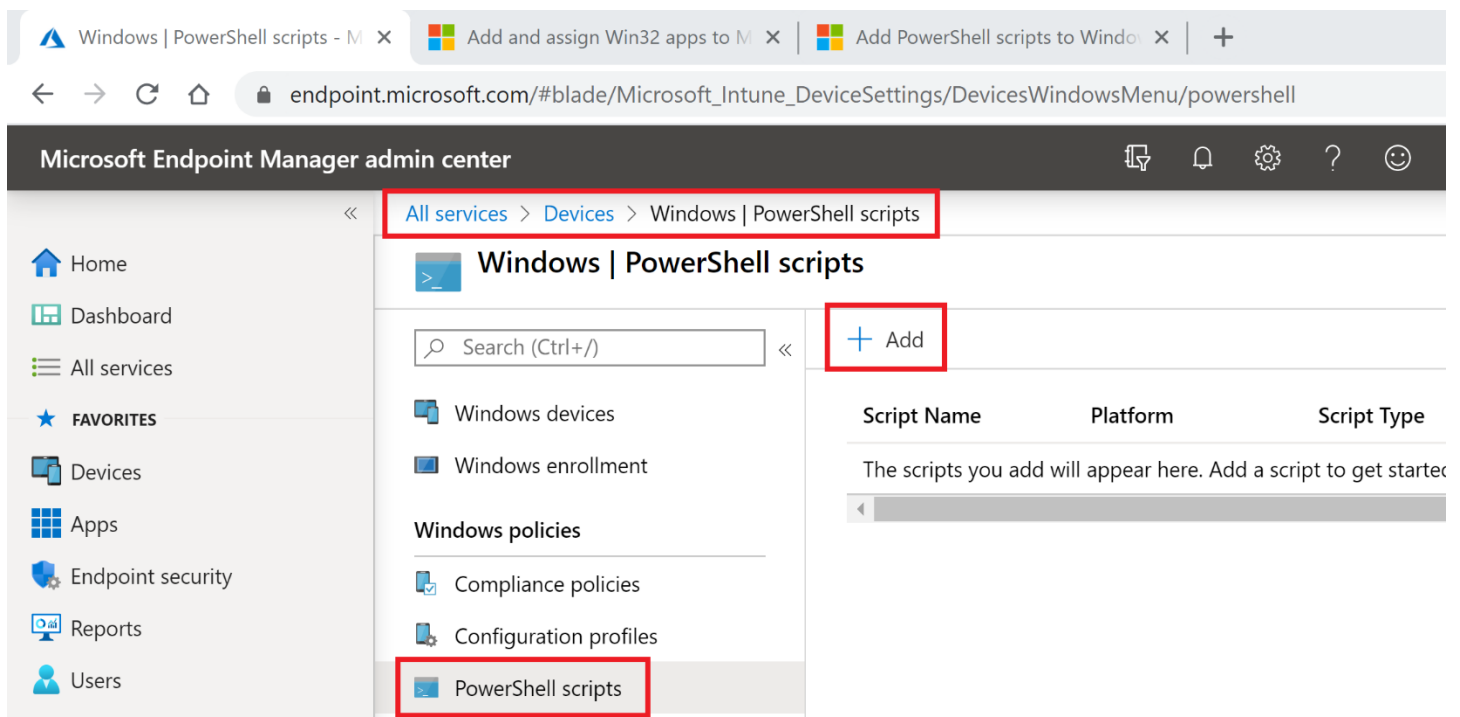 Windows | PowerShell scripts - M
Add and assign Win32 apps to M
Add PowerShell scripts to Windo
endpoint.microsoft.com/#blade/Microsoft_Intune_DeviceSettings/DevicesWindowsMenu/powershell
Microsoft Endpoint Manager admin center
All services > Devices > Windows | PowerShell scripts
Home
Dashboard
All services
FAVORITES
Devices
Apps
Endpoint security
Reports
Users
Windows | PowerShell scripts
Search (Ctrl+/)
Windows devices
Windows enrollment
Windows policies
Compliance policies
Configuration profiles
PowerShell scripts
Add
Script Name Platform Script Type
The scripts you add will appear here. Add a script to get started